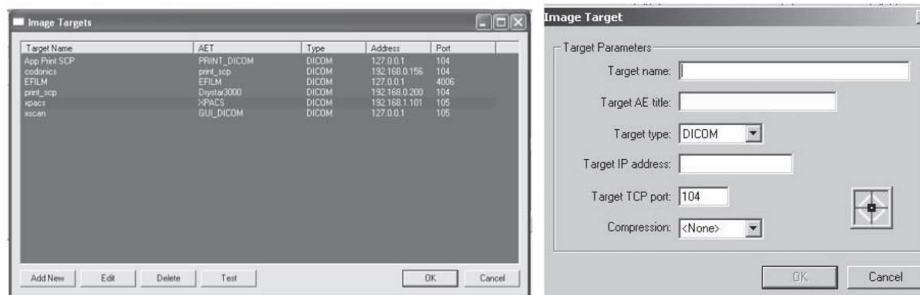 Image Targets
Target Name AET Type Address Port
App Print SCP PRINT_DICOM DICOM 127.0.0.1 104
codonics print_scp DICOM 192.168.0.156 104
EFILM EFILM DICOM 127.0.0.1 4006
print_scp Drystar3000 DICOM 192.168.0.200 104
xpacs XPACS DICOM 192.168.1.101 105
xscan GUI_DICOM DICOM 127.0.0.1 105
Add New Edit Delete Test OK Cancel
Image Target
Target Parameters
Target name:
Target AE title:
Target type: DICOM
Target IP address:
Target TCP port: 104
Compression: <None>
OK Cancel